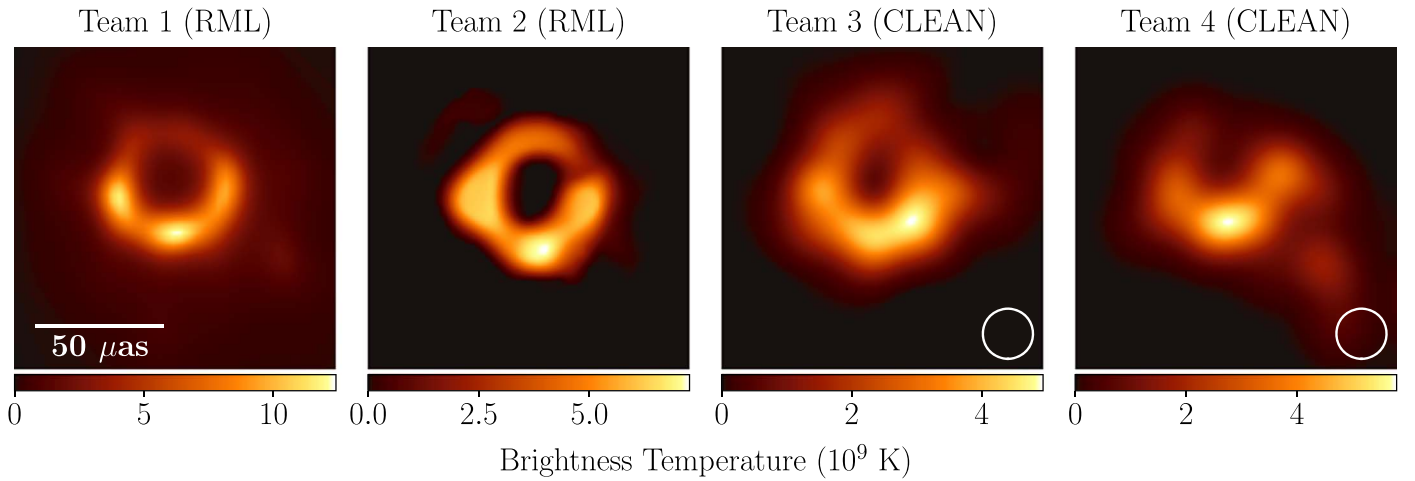 Team 1 (RML) Team 2 (RML) Team 3 (CLEAN) Team 4 (CLEAN)
50 μas
0 5 10 0.0 2.5 5.0 0 2 4 0 2 4
Brightness Temperature (10⁹ K)